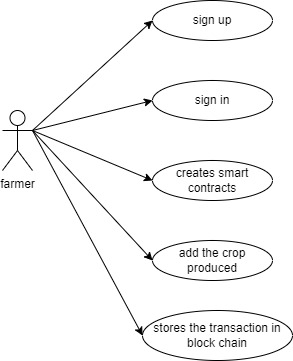 sign up
sign in
farmer
creates smart
contracts
add the crop
produced
stores the transaction in
block chain